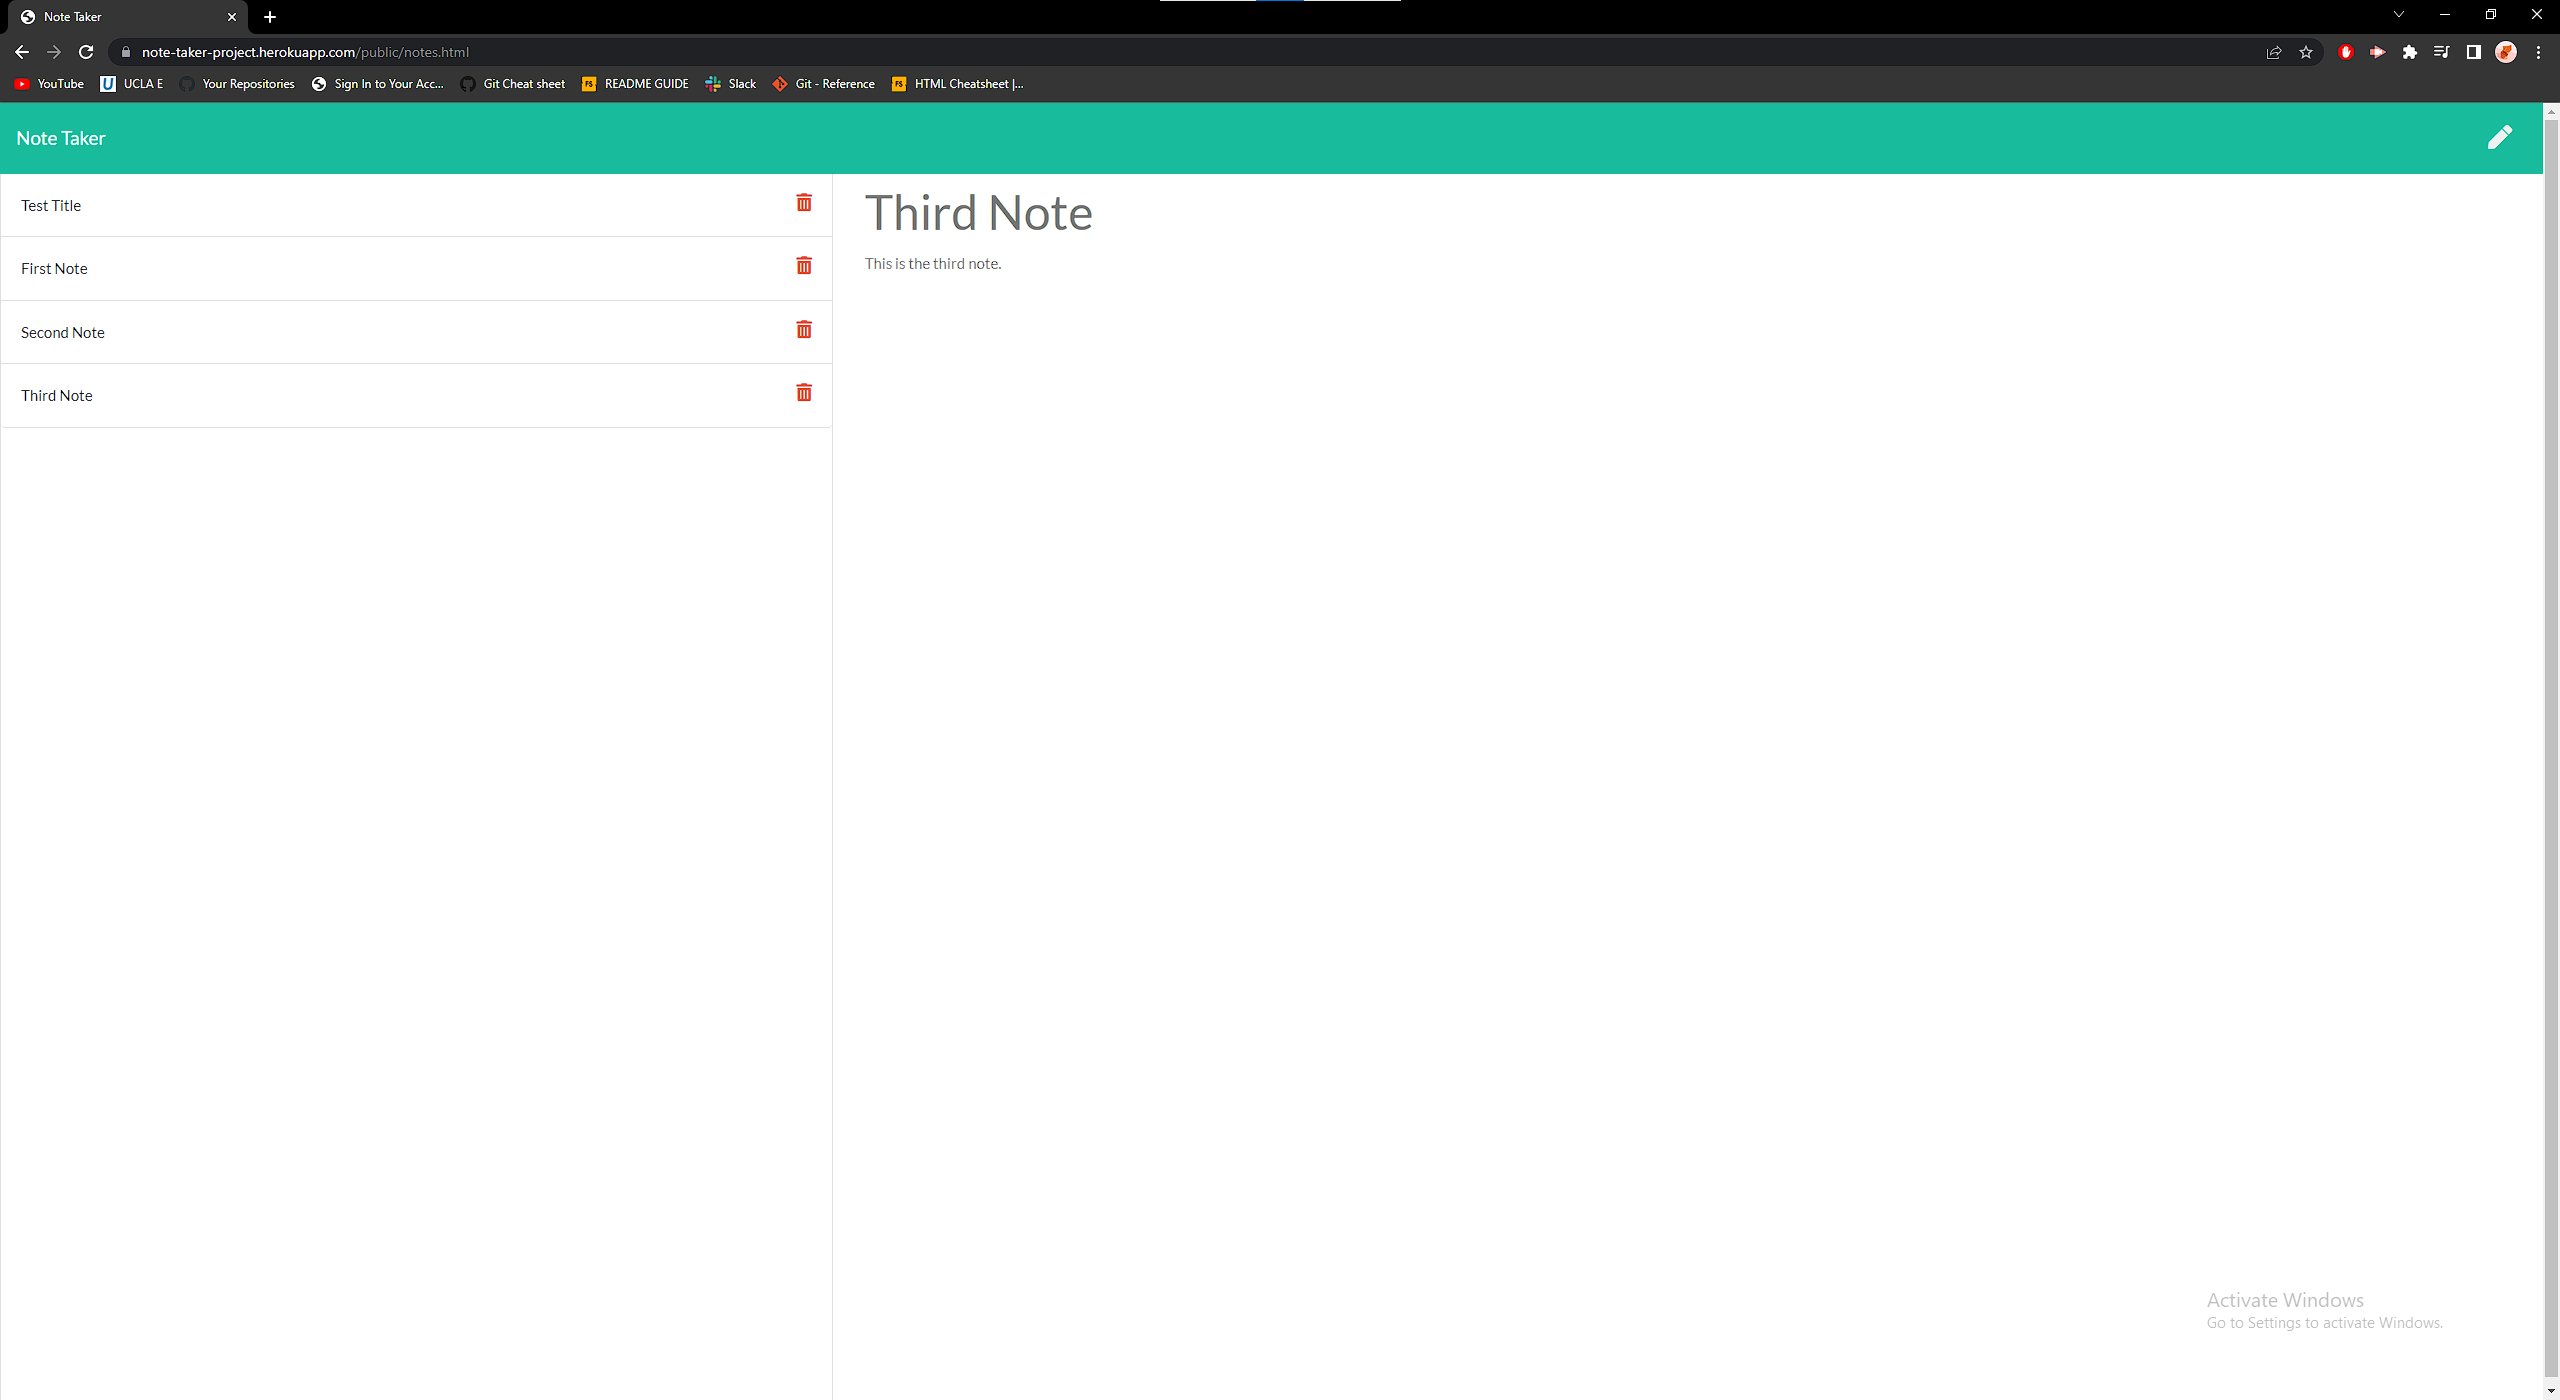 Note Taker
note-taker-project.herokuapp.com/public/notes.html
YouTube UCLA E Your Repositories Sign In to Your Acc... Git Cheat sheet FS README GUIDE Slack Git - Reference FS HTML Cheatsheet |...
Note Taker
Test Title
First Note
Second Note
Third Note
Third Note
This is the third note.
Activate Windows
Go to Settings to activate Windows.